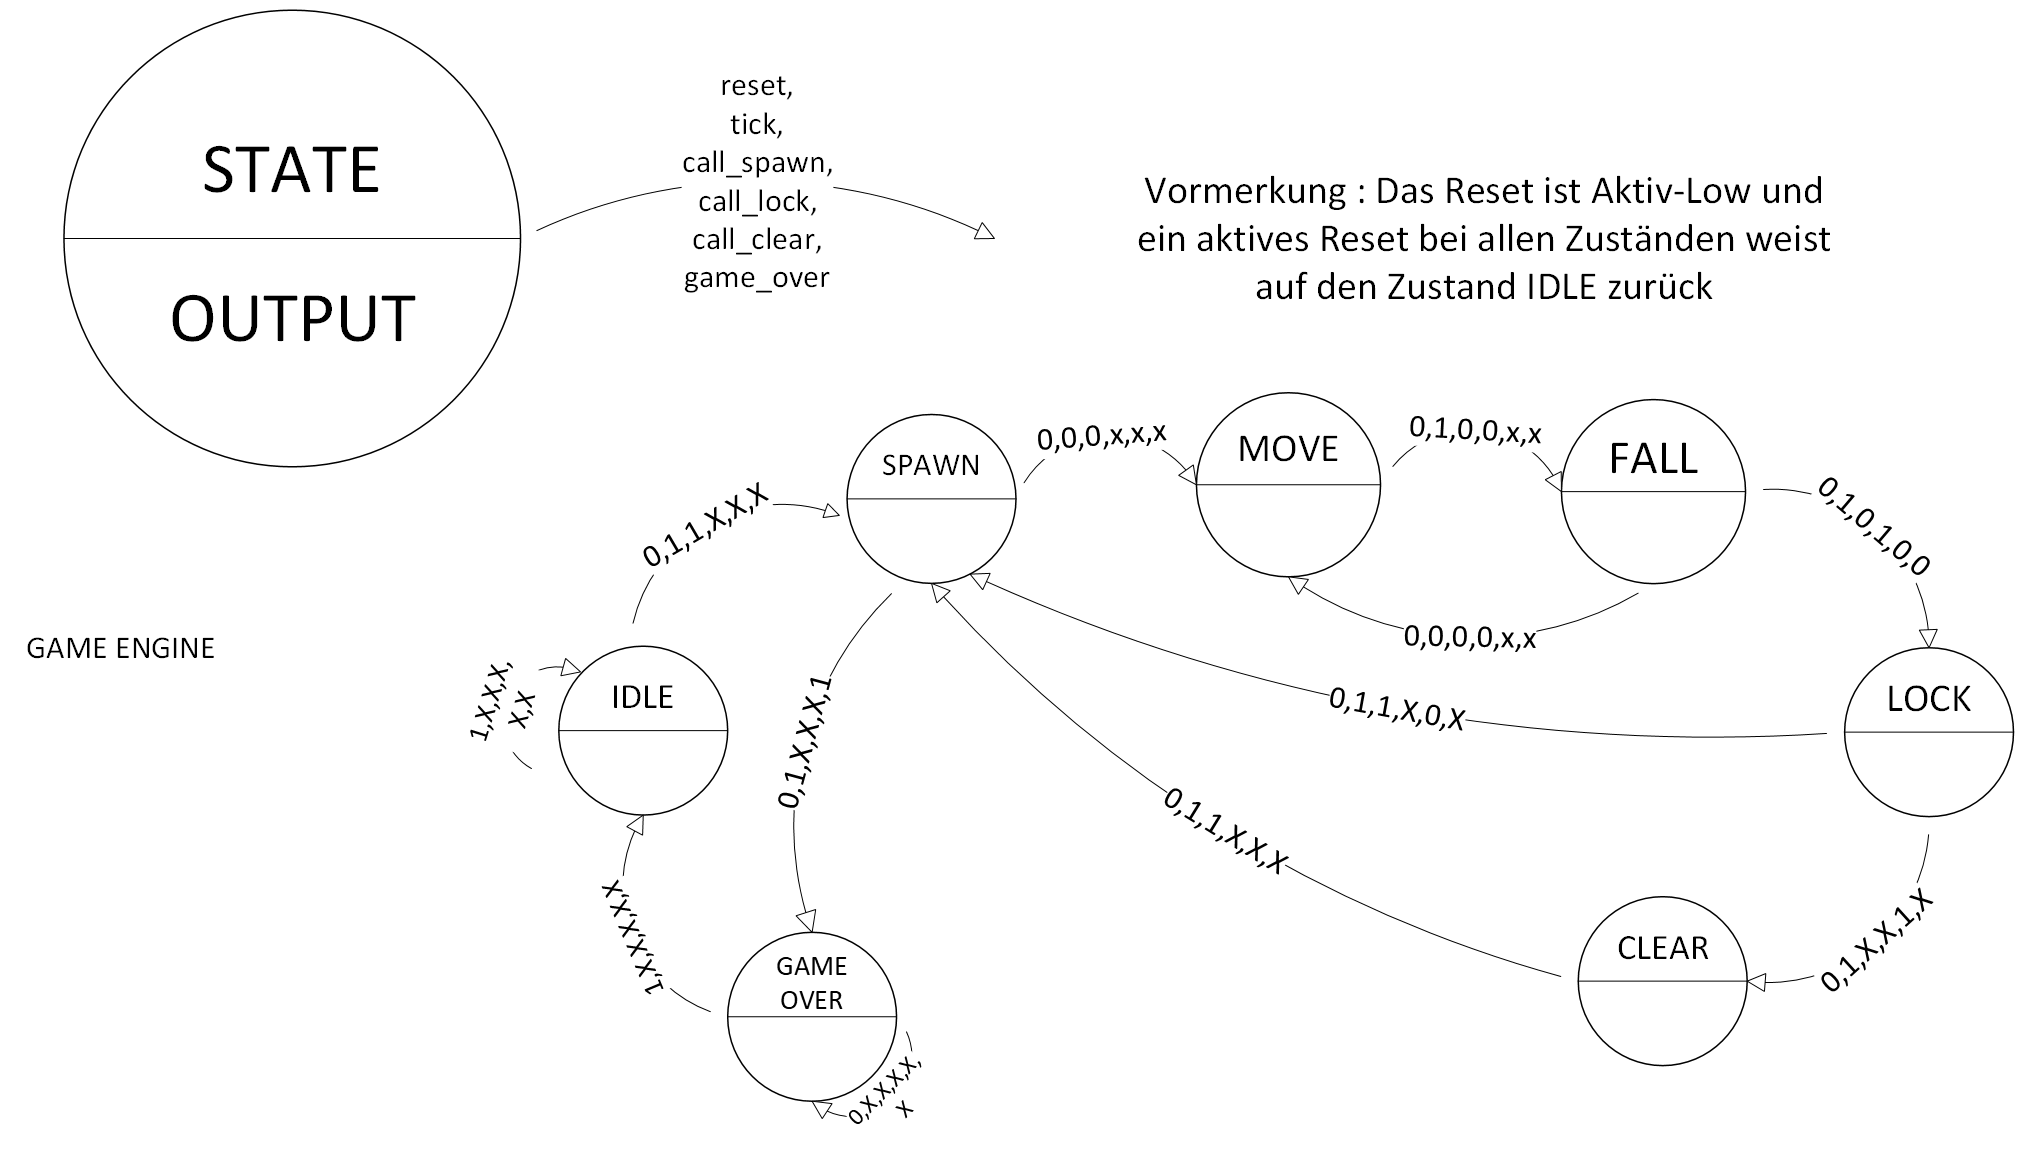 STATE
OUTPUT
reset,
tick,
call_spawn,
call_lock,
call_clear,
game_over
Vormerkung : Das Reset ist Aktiv-Low und
ein aktives Reset bei allen Zuständen weist
auf den Zustand IDLE zurück
GAME ENGINE
SPAWN
0,0,0,x,x,x
MOVE
0,1,0,0,x,x
FALL
0,1,0,1,0,0
0,1,1,X,X,X
0,0,0,0,x,x
1,X,X,X,
X,X
IDLE
0,1,X,X,X,1
0,1,1,X,0,X
LOCK
0,1,1,X,X,X
1,X,X,X,X,X
0,1,X,X,1,X
CLEAR
GAME
OVER
0,X,X,X,X,
X